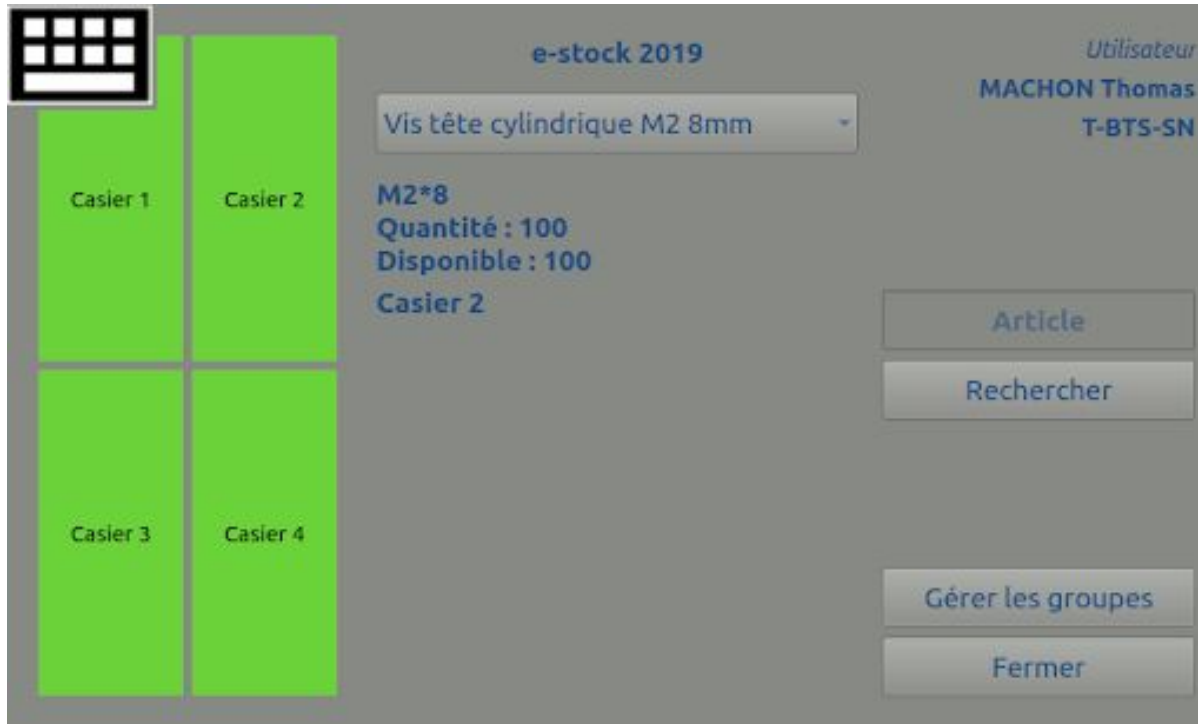 e-stock 2019
Utilisateur
MACHON Thomas
T-BTS-SN
Vis tête cylindrique M2 8mm
Casier 1
Casier 2
M2*8
Quantité : 100
Disponible : 100
Casier 2
Article
Rechercher
Casier 3
Casier 4
Gérer les groupes
Fermer